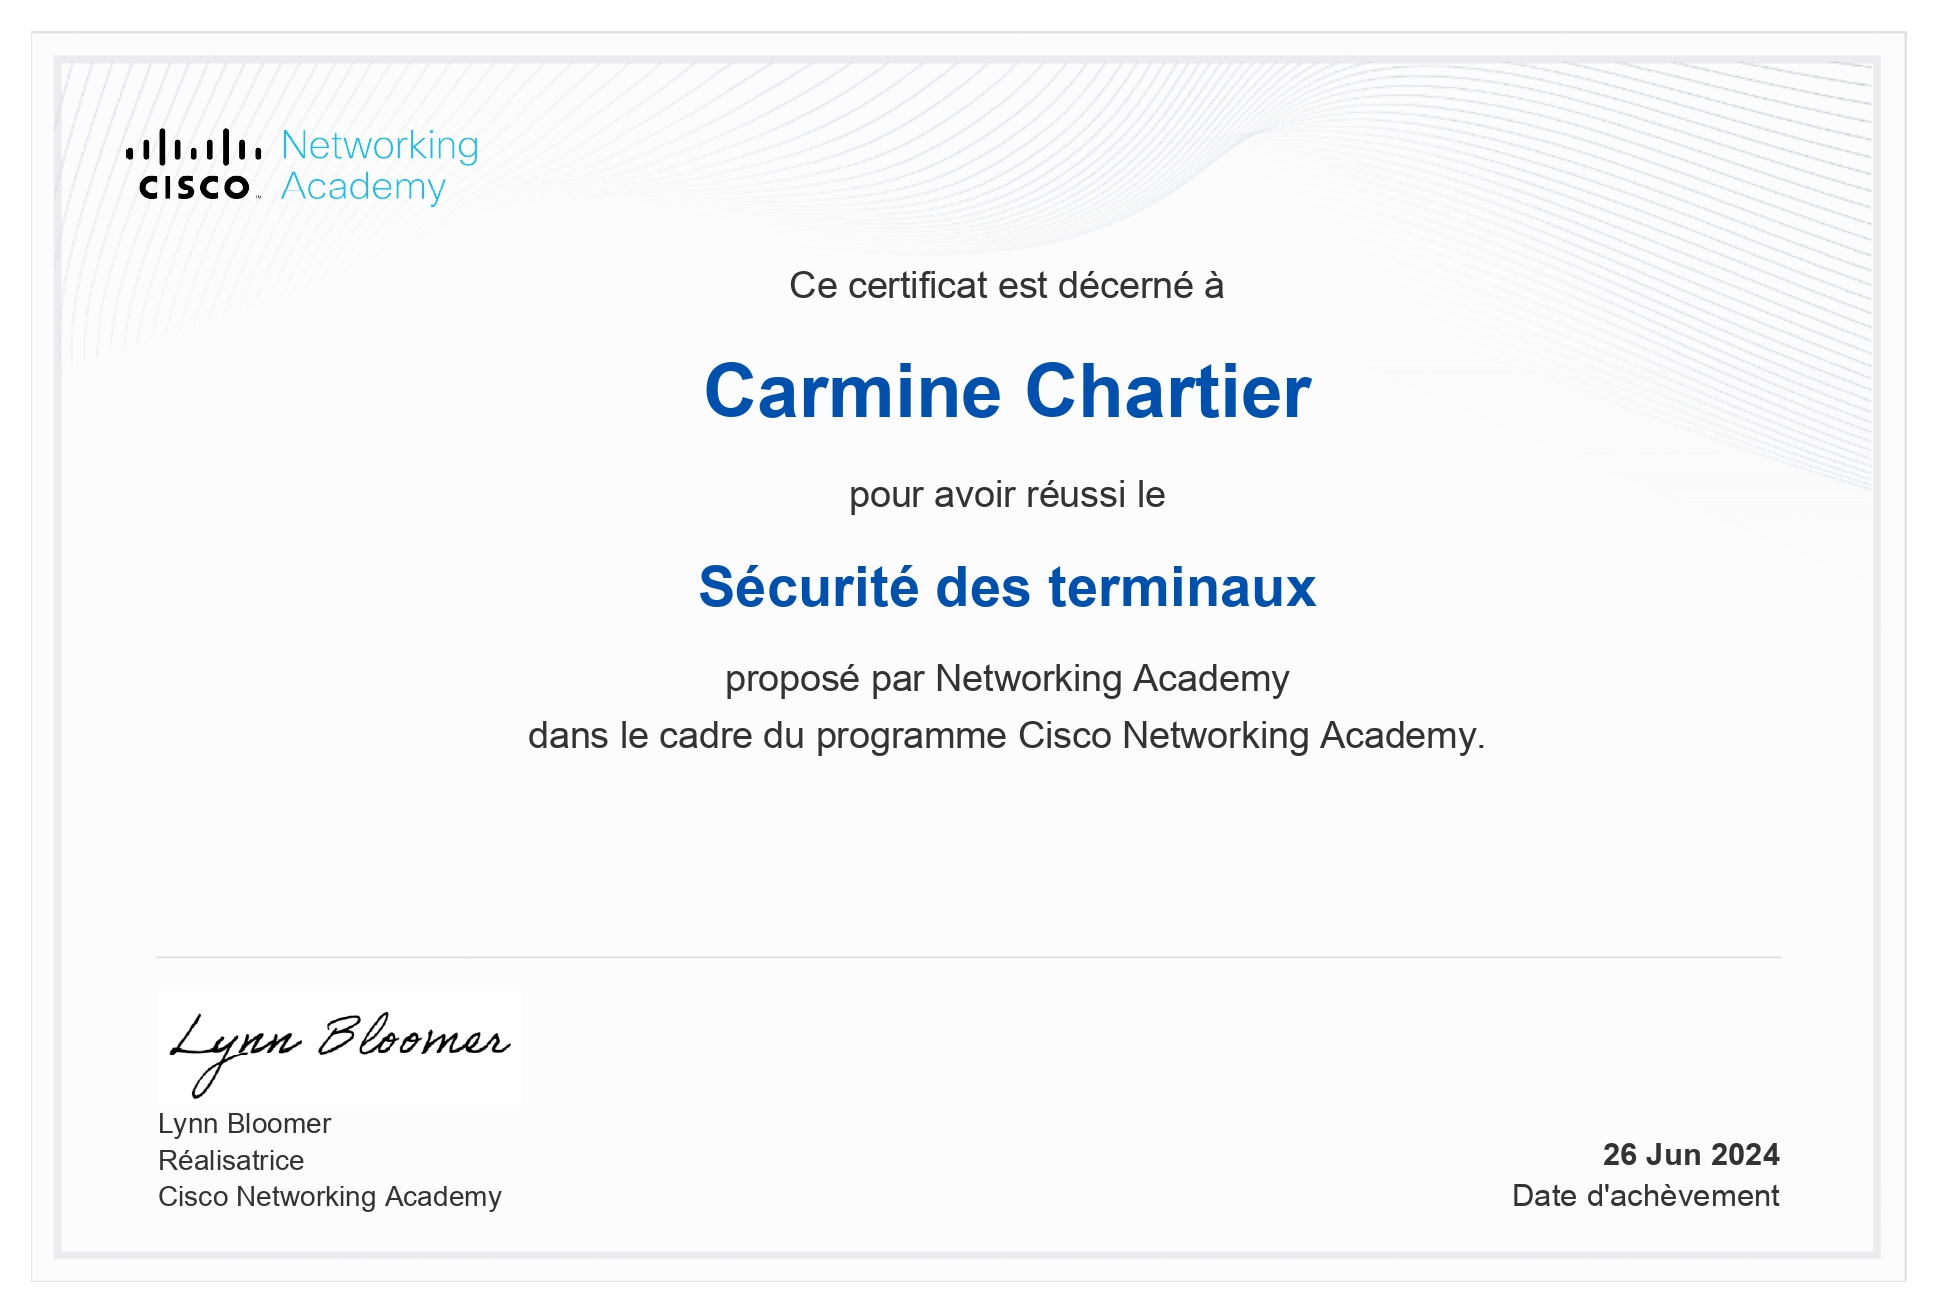 Networking
CISCO™ Academy
Ce certificat est décerné à
Carmine Chartier
pour avoir réussi le
Sécurité des terminaux
proposé par Networking Academy
dans le cadre du programme Cisco Networking Academy.
Lynn Bloomer
Lynn Bloomer
Réalisatrice
Cisco Networking Academy
26 Jun 2024
Date d'achèvement